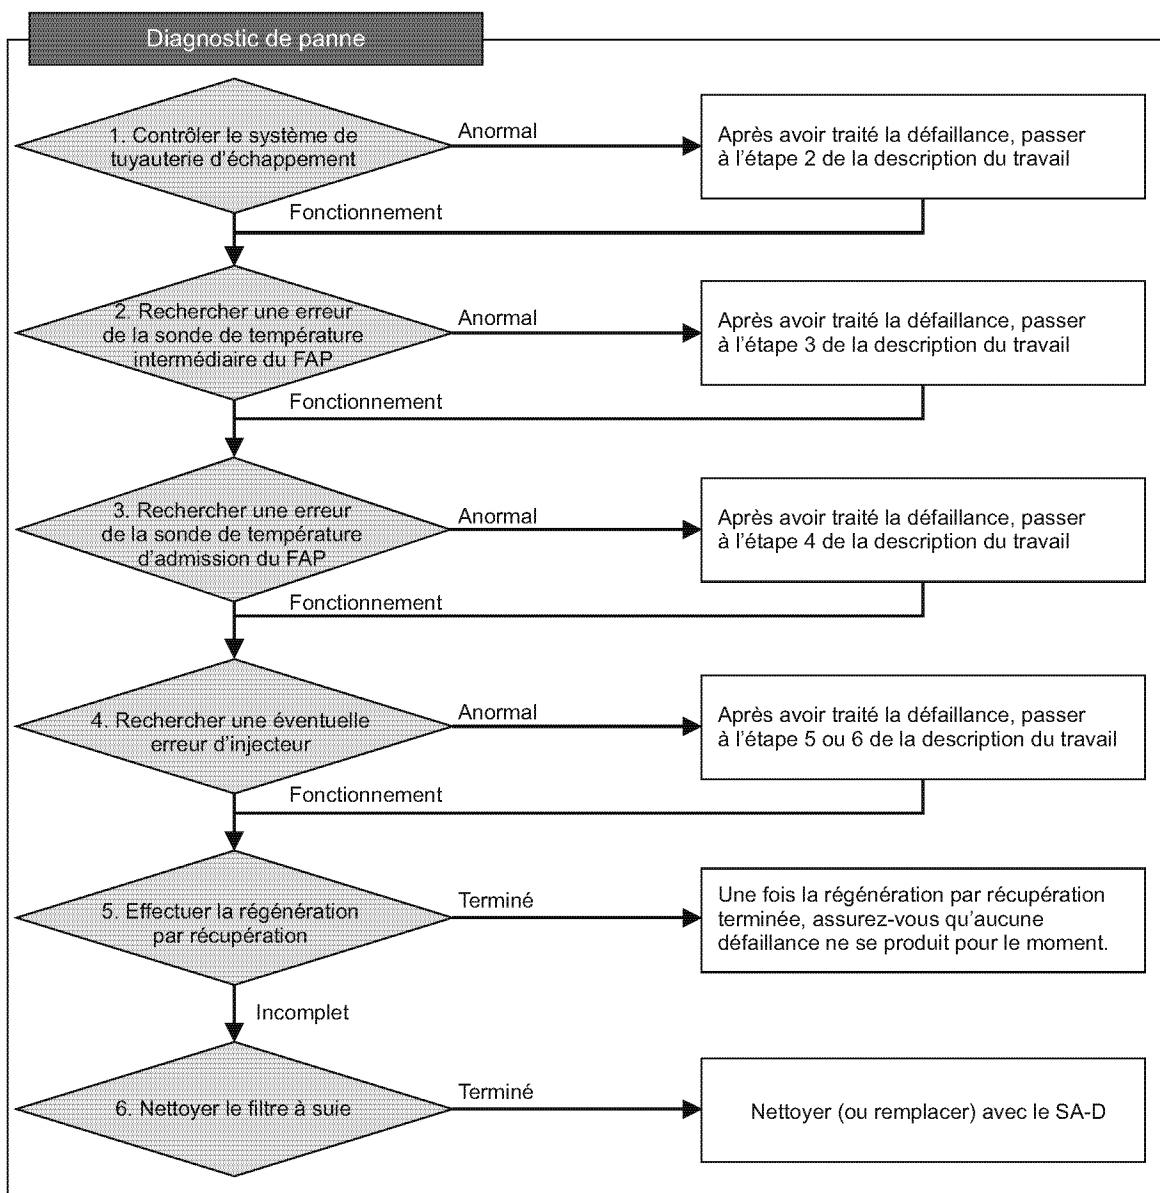 Diagnostic de panne
1. Contrôler le système de
tuyauterie d'échappement
Anormal
Après avoir traité la défaillance, passer
à l'étape 2 de la description du travail
Fonctionnement
2. Rechercher une erreur
de la sonde de température
intermédiaire du FAP
Anormal
Après avoir traité la défaillance, passer
à l'étape 3 de la description du travail
Fonctionnement
3. Rechercher une erreur
de la sonde de température
d'admission du FAP
Anormal
Après avoir traité la défaillance, passer
à l'étape 4 de la description du travail
Fonctionnement
4. Rechercher une éventuelle
erreur d'injecteur
Anormal
Après avoir traité la défaillance, passer
à l'étape 5 ou 6 de la description du travail
Fonctionnement
5. Effectuer la régénération
par récupération
Terminé
Une fois la régénération par récupération
terminée, assurez-vous qu'aucune
défaillance ne se produit pour le moment.
Incomplet
6. Nettoyer le filtre à suie
Terminé
Nettoyer (ou remplacer) avec le SA-D